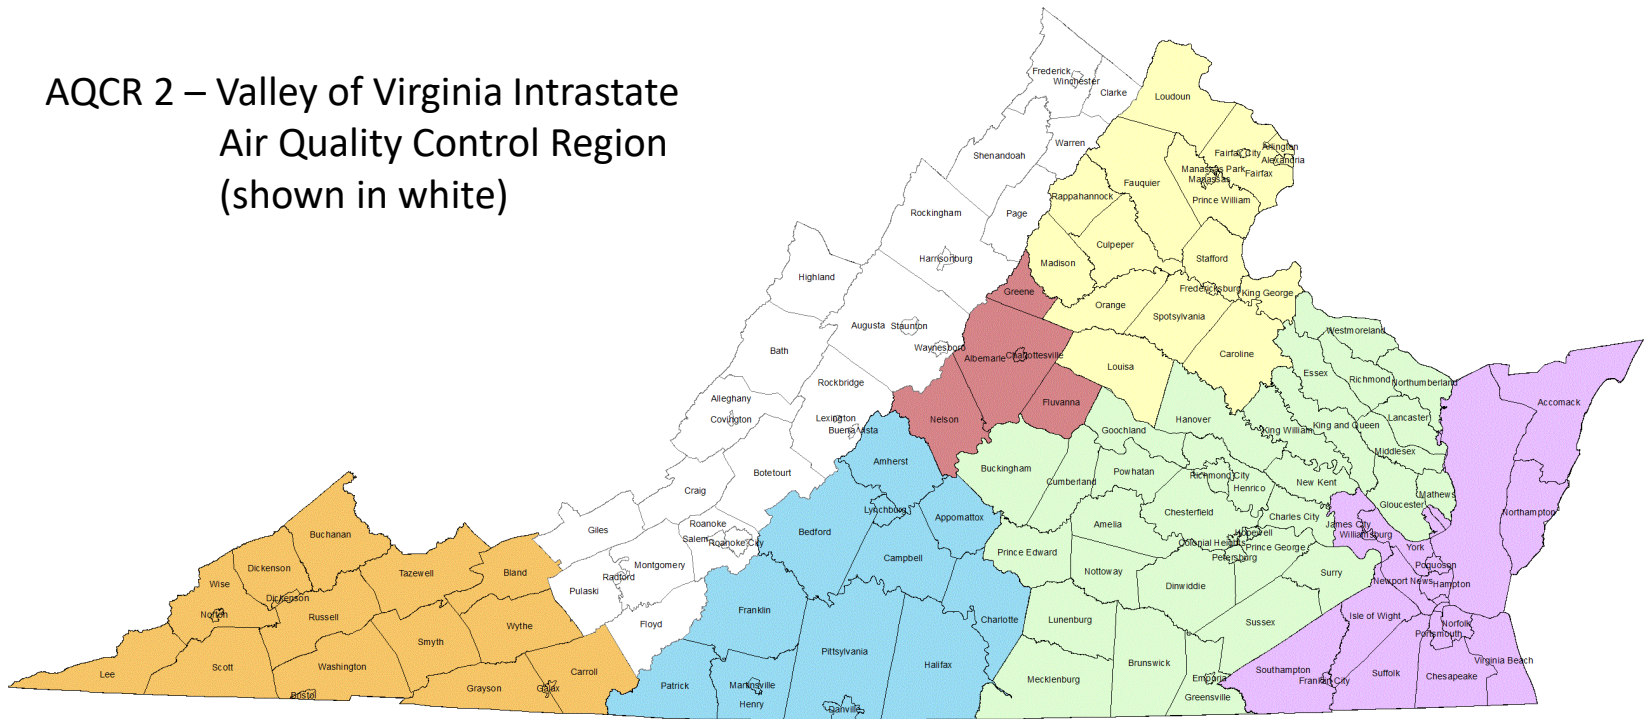 AQCR 2 – Valley of Virginia Intrastate
Air Quality Control Region
(shown in white)
Frederick
Winchester
Clarke
Loudoun
Warren
Shenandoah
Fairfax City
Arlington
Alexandria
Manassas Park
Fairfax
Manassas
Fauquier
Rappahannock
Prince William
Rockingham
Page
Culpeper
Harrisonburg
Madison
Stafford
Highland
Greene
Fredericksburg
King George
Orange
Spotsylvania
Augusta
Staunton
Westmoreland
Bath
Waynesboro
Albemarle
Charlottesville
Caroline
Louisa
Essex
Richmond
Northumberland
Rockbridge
Alleghany
Fluvanna
Accomack
Covington
Lexington
Buena Vista
Nelson
Hanover
Lancaster
Goochland
King William
King and Queen
Middlesex
Amherst
Buckingham
Botetourt
Powhatan
Richmond City
Cumberland
New Kent
Henrico
Craig
Mathews
Gloucester
Lynchburg
Appomattox
Chesterfield
Charles City
Northampton
Roanoke
Amelia
James City
Williamsburg
Giles
Bedford
Salem
Roanoke City
Hopewell
Colonial Heights
Prince George
Petersburg
York
Buchanan
Prince Edward
Campbell
Montgomery
Poquoson
Dickenson
Tazewell
Bland
Radford
Nottoway
Surry
Newport News
Hampton
Wise
Pulaski
Dinwiddie
Dickenson
Norton
Russell
Franklin
Charlotte
Lunenburg
Isle of Wight
Wythe
Floyd
Sussex
Norfolk
Portsmouth
Smyth
Pittsylvania
Scott
Washington
Halifax
Brunswick
Virginia Beach
Lee
Carroll
Southampton
Suffolk
Chesapeake
Mecklenburg
Emporia
Franklin City
Grayson
Galax
Patrick
Martinsville
Bristol
Henry
Danville
Greensville